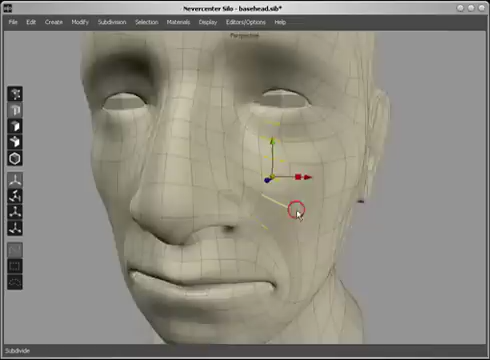 Nevercenter Silo - basehead.sib*
File Edit Create Modify Subdivision Selection Materials Display Editors/Options Help
Perspective
Subdivide